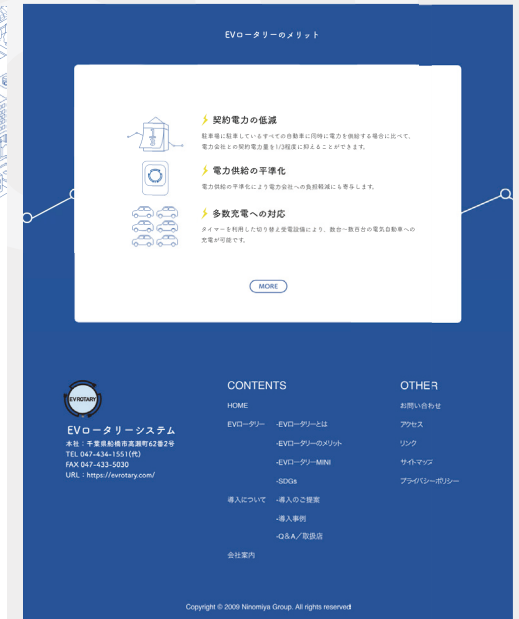 EVロータリーのメリット
契約電力の低減
駐車場に駐車しているすべての自動車に同時に電力を供給する場合に比べて、
電力会社との契約電力量を1/3程度に抑えることができます。
電力供給の平準化
電力供給の平準化により電力会社への負担軽減にも寄与します。
多数充電への対応
タイマーを利用した切り替え受電設備により、数台〜数百台の電気自動車への
充電が可能です。
MORE
EVROTARY
EVロータリーシステム
本社：千葉県船橋市高瀬町62番2号
TEL 047-434-1551(代)
FAX 047-433-5030
URL：https://evrotary.com/
CONTENTS
HOME
EVロータリー -EVロータリーとは
-EVロータリーのメリット
-EVロータリーMINI
-SDGs
導入について -導入のご提案
-導入事例
-Q&A／取扱店
会社案内
OTHER
お問い合わせ
アクセス
リンク
サイトマップ
プライバシーポリシー
Copyright © 2009 Ninomiya Group. All rights reserved